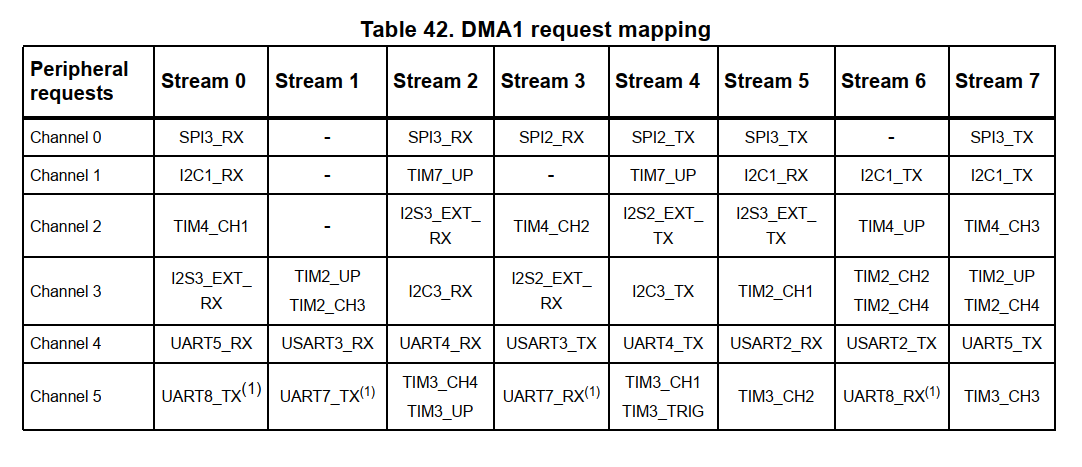 Table 42. DMA1 request mapping
Peripheral requests | Stream 0 | Stream 1 | Stream 2 | Stream 3 | Stream 4 | Stream 5 | Stream 6 | Stream 7
Channel 0 | SPI3_RX | - | SPI3_RX | SPI2_RX | SPI2_TX | SPI3_TX | - | SPI3_TX
Channel 1 | I2C1_RX | - | TIM7_UP | - | TIM7_UP | I2C1_RX | I2C1_TX | I2C1_TX
Channel 2 | TIM4_CH1 | - | I2S3_EXT_RX | TIM4_CH2 | I2S2_EXT_TX | I2S3_EXT_TX | TIM4_UP | TIM4_CH3
Channel 3 | I2S3_EXT_RX | TIM2_UP TIM2_CH3 | I2C3_RX | I2S2_EXT_RX | I2C3_TX | TIM2_CH1 | TIM2_CH2 TIM2_CH4 | TIM2_UP TIM2_CH4
Channel 4 | UART5_RX | USART3_RX | UART4_RX | USART3_TX | UART4_TX | USART2_RX | USART2_TX | UART5_TX
Channel 5 | UART8_TX(1) | UART7_TX(1) | TIM3_CH4 TIM3_UP | UART7_RX(1) | TIM3_CH1 TIM3_TRIG | TIM3_CH2 | UART8_RX(1) | TIM3_CH3